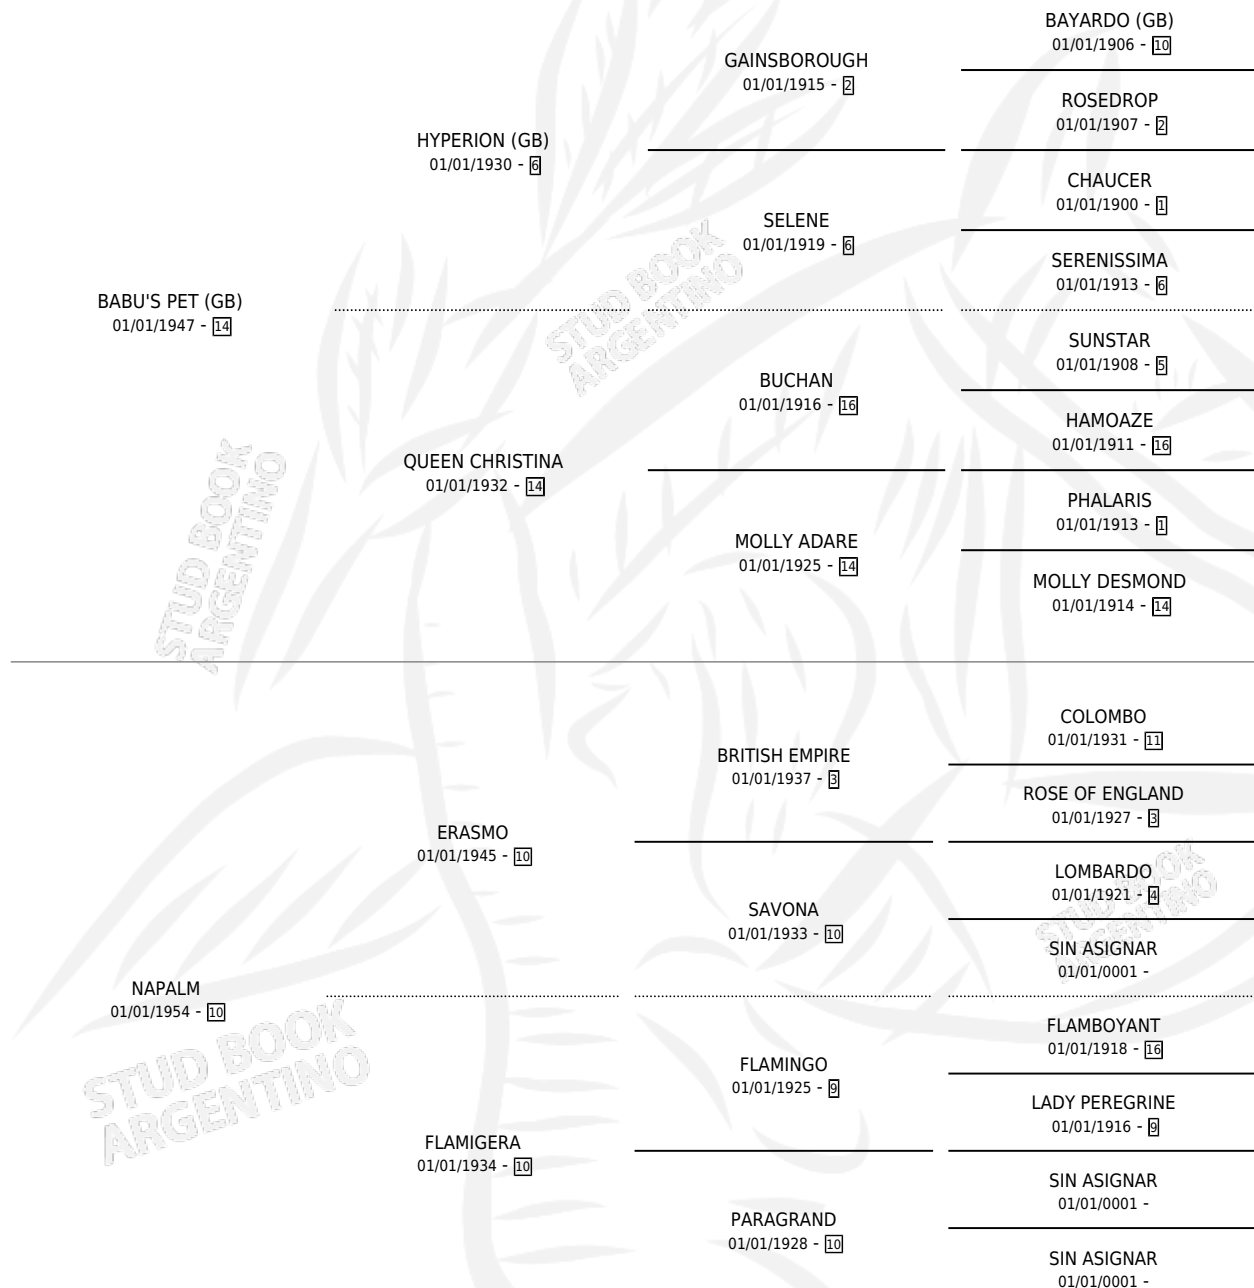 BAYARDO (GB)
01/01/1906 - 10
GAINSBOROUGH
01/01/1915 - 2
ROSEDROP
01/01/1907 - 2
HYPERION (GB)
01/01/1930 - 6
CHAUCER
01/01/1900 - 1
SELENE
01/01/1919 - 6
SERENISSIMA
01/01/1913 - 6
BABU'S PET (GB)
01/01/1947 - 14
SUNSTAR
01/01/1908 - 5
BUCHAN
01/01/1916 - 16
HAMOAZE
01/01/1911 - 16
QUEEN CHRISTINA
01/01/1932 - 14
PHALARIS
01/01/1913 - 1
MOLLY ADARE
01/01/1925 - 14
MOLLY DESMOND
01/01/1914 - 14
COLOMBO
01/01/1931 - 11
BRITISH EMPIRE
01/01/1937 - 3
ROSE OF ENGLAND
01/01/1927 - 3
ERASMO
01/01/1945 - 10
LOMBARDO
01/01/1921 - 4
SAVONA
01/01/1933 - 10
SIN ASIGNAR
01/01/0001 -
NAPALM
01/01/1954 - 10
FLAMBOYANT
01/01/1918 - 16
FLAMINGO
01/01/1925 - 9
LADY PEREGRINE
01/01/1916 - 9
FLAMIGERA
01/01/1934 - 10
SIN ASIGNAR
01/01/0001 -
PARAGRAND
01/01/1928 - 10
SIN ASIGNAR
01/01/0001 -
STUD BOOK
ARGENTINO
STUD BOOK
ARGENTINO
STUD BOOK
ARGENTINO
STUD BOOK
ARGENTINO